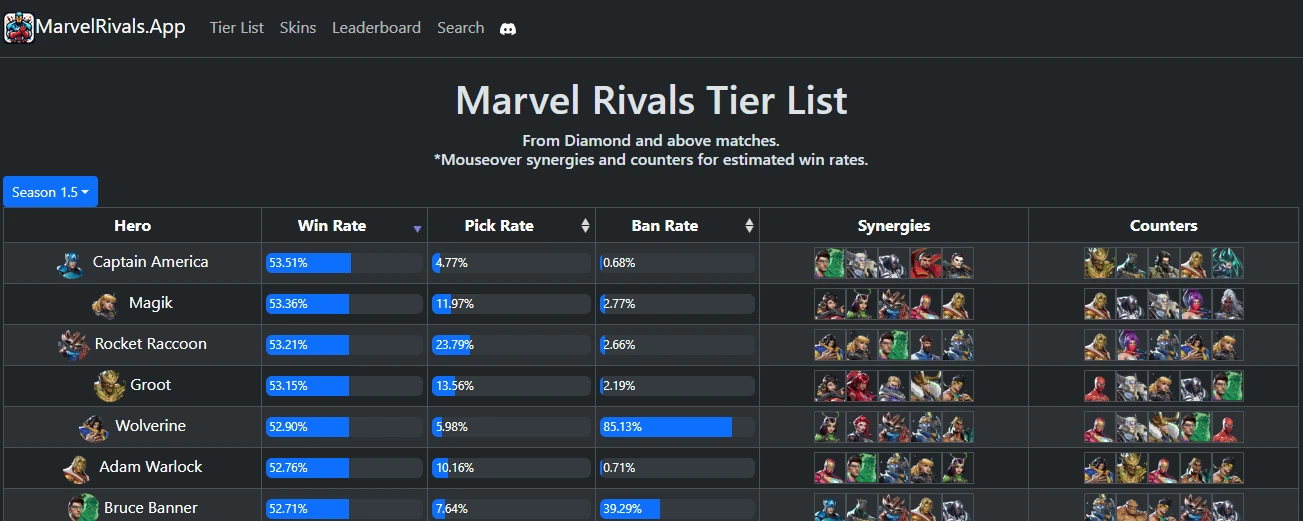 MarvelRivals.App Tier List Skins Leaderboard Search
Marvel Rivals Tier List
From Diamond and above matches.
*Mouseover synergies and counters for estimated win rates.
Season 1.5
Hero Win Rate Pick Rate Ban Rate Synergies Counters
Captain America 53.51% 4.77% 0.68%
Magik 53.36% 11.97% 2.77%
Rocket Raccoon 53.21% 23.79% 2.66%
Groot 53.15% 13.56% 2.19%
Wolverine 52.90% 5.98% 85.13%
Adam Warlock 52.76% 10.16% 0.71%
Bruce Banner 52.71% 7.64% 39.29%